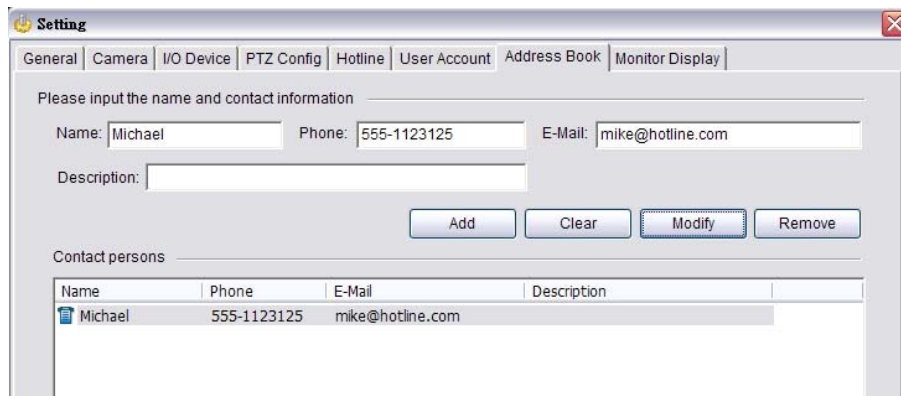 Setting
General Camera I/O Device PTZ Config Hotline User Account Address Book Monitor Display
Please input the name and contact information
Name: Michael Phone: 555-1123125 E-Mail: mike@hotline.com
Description:
Add Clear Modify Remove
Contact persons
Name Phone E-Mail Description
Michael 555-1123125 mike@hotline.com